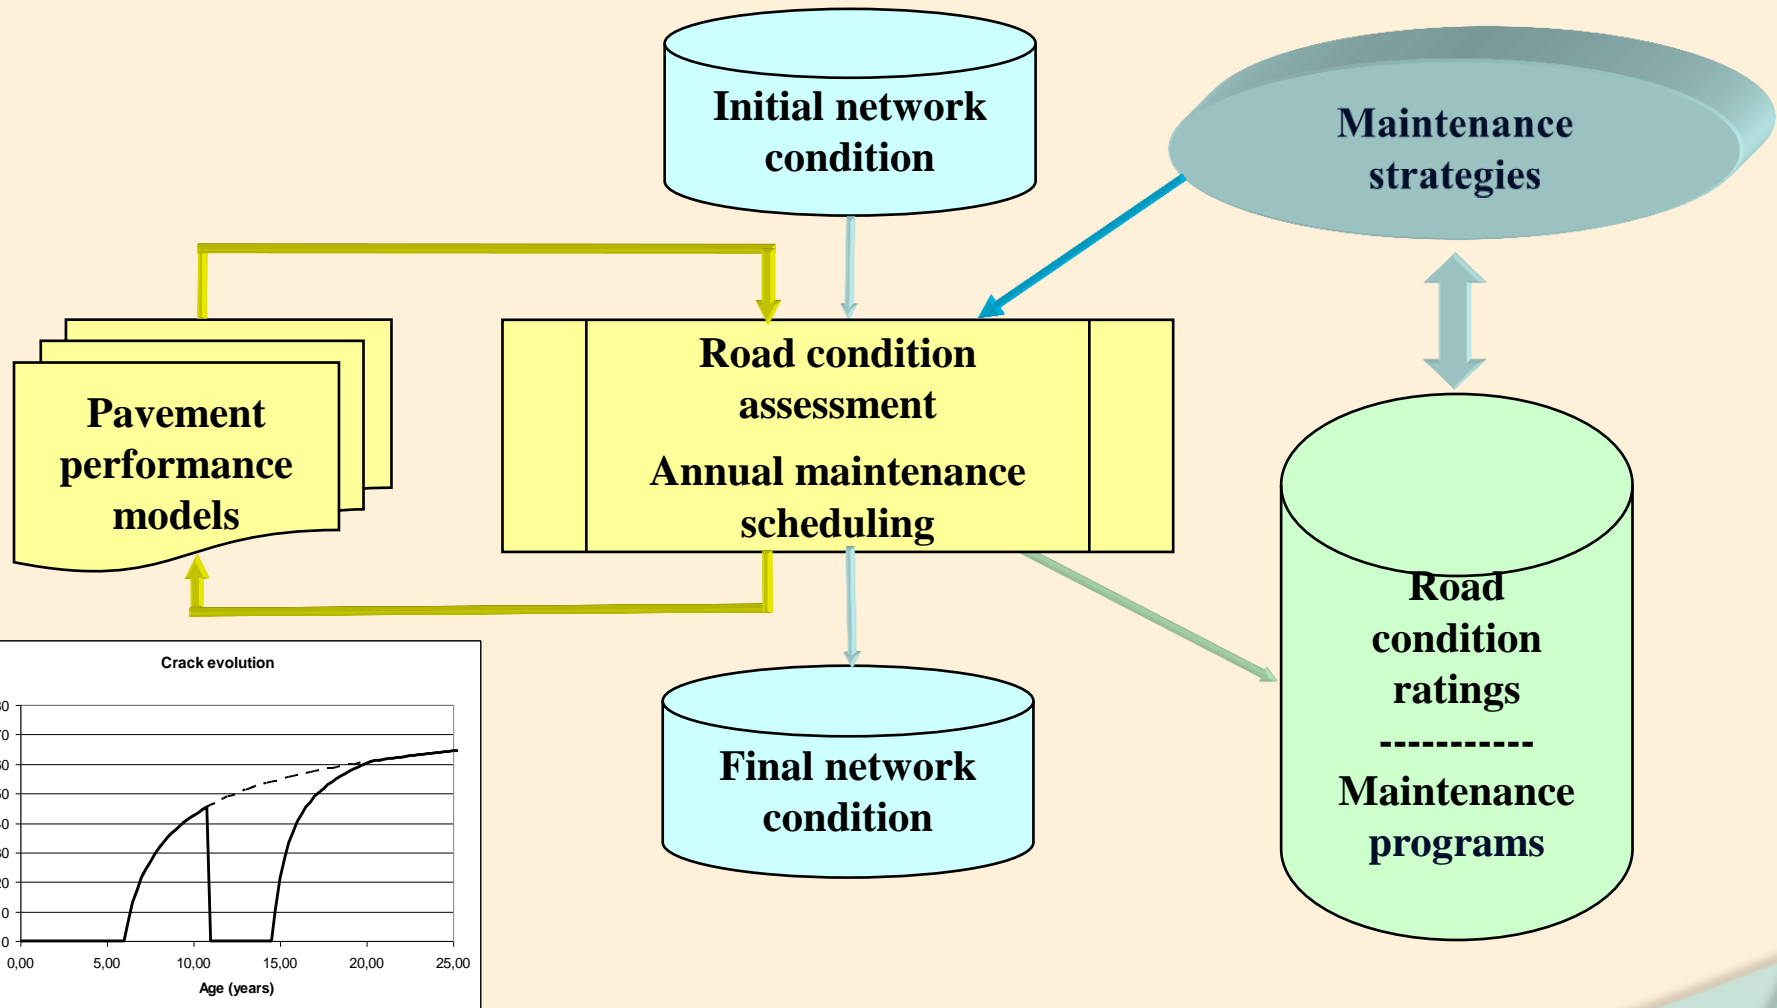 Initial network
condition
Maintenance
strategies
Road condition
assessment
Annual maintenance
scheduling
Pavement
performance
models
Road
condition
ratings
-----------
Maintenance
programs
Final network
condition
Crack evolution
0
0,00
5,00
10,00
15,00
20,00
25,00
Age (years)